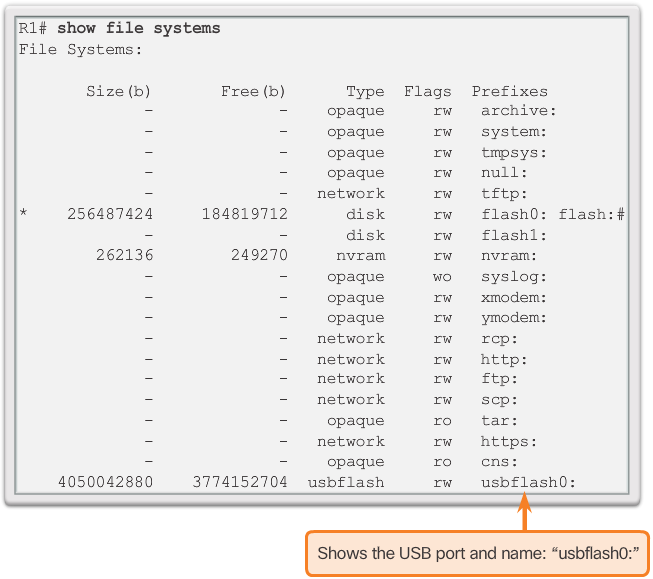 R1# show file systems
File Systems:
Size(b) Free(b) Type Flags Prefixes
- - opaque rw archive:
- - opaque rw system:
- - opaque rw tmpsys:
- - opaque rw null:
- - network rw tftp:
* 256487424 184819712 disk rw flash0: flash:#
- - disk rw flash1:
262136 249270 nvram rw nvram:
- - opaque wo syslog:
- - opaque rw xmodem:
- - opaque rw ymodem:
- - network rw rcp:
- - network rw http:
- - network rw ftp:
- - network rw scp:
- - opaque ro tar:
- - network rw https:
- - opaque ro cns:
4050042880 3774152704 usbflash rw usbflash0:
Shows the USB port and name: “usbflash0:”